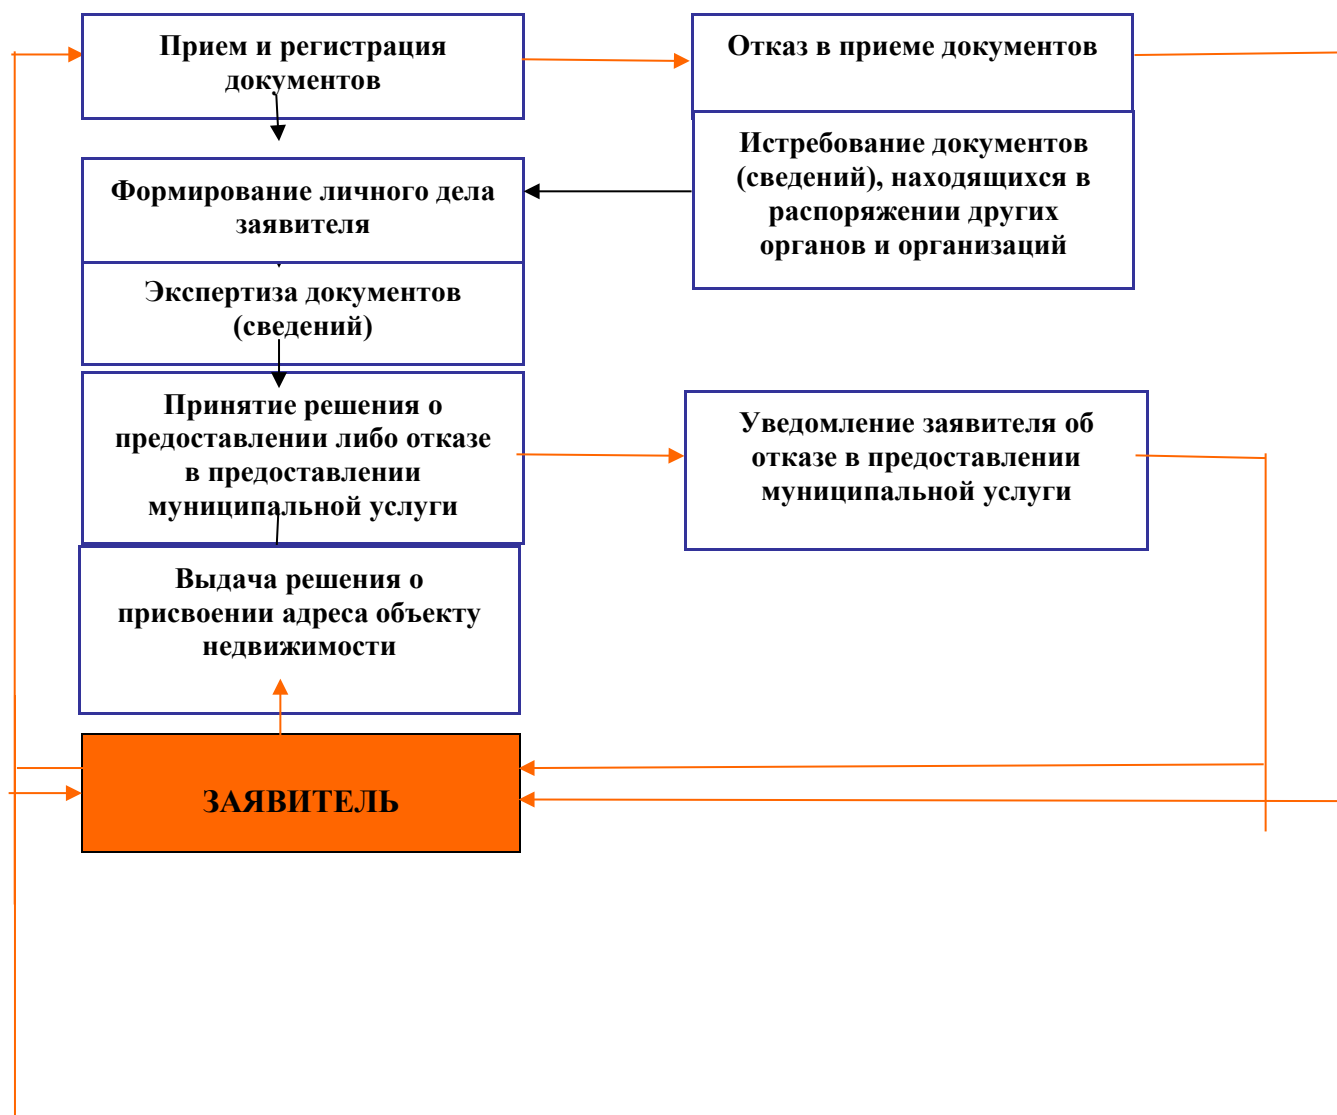 Прием и регистрация
документов
Отказ в приеме документов
Истребование документов
(сведений), находящихся в
распоряжении других
органов и организаций
Формирование личного дела
заявителя
Экспертиза документов
(сведений)
Принятие решения о
предоставлении либо отказе
в предоставлении
муниципальной услуги
Уведомление заявителя об
отказе в предоставлении
муниципальной услуги
Выдача решения о
присвоении адреса объекту
недвижимости
ЗАЯВИТЕЛЬ